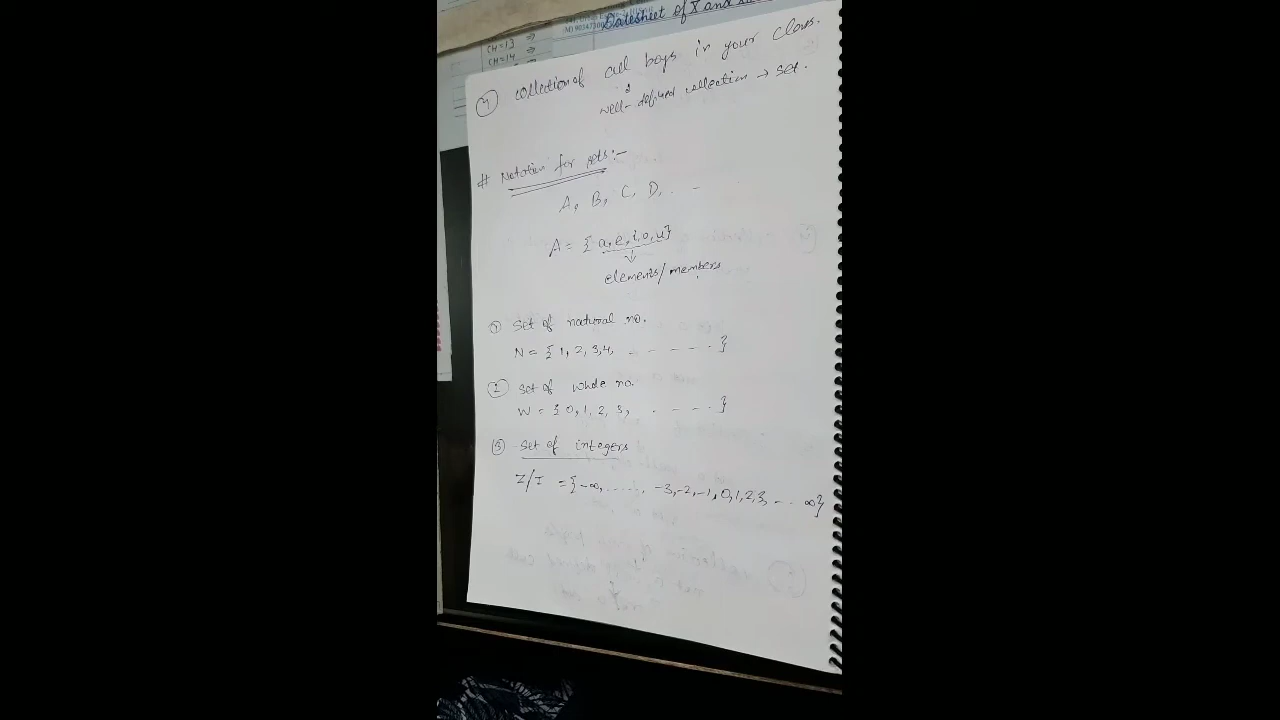 Datesheet of X and
CH=13 ⇒
CH=14 ⇒
collection of all boys in your class.
well-defined collection → set.
# Notation for sets:-
A, B, C, D, . -
A = { a, e, i, o, u}
↓
elements/members
① Set of natural no.
N = { 1, 2, 3, 4, - - - - - . }
② Set of whole no.
W = { 0, 1, 2, 3, . - - - . }
③ Set of integers
Z/I = { -∞, ......, -3, -2, -1, 0, 1, 2, 3, - . . ∞ }